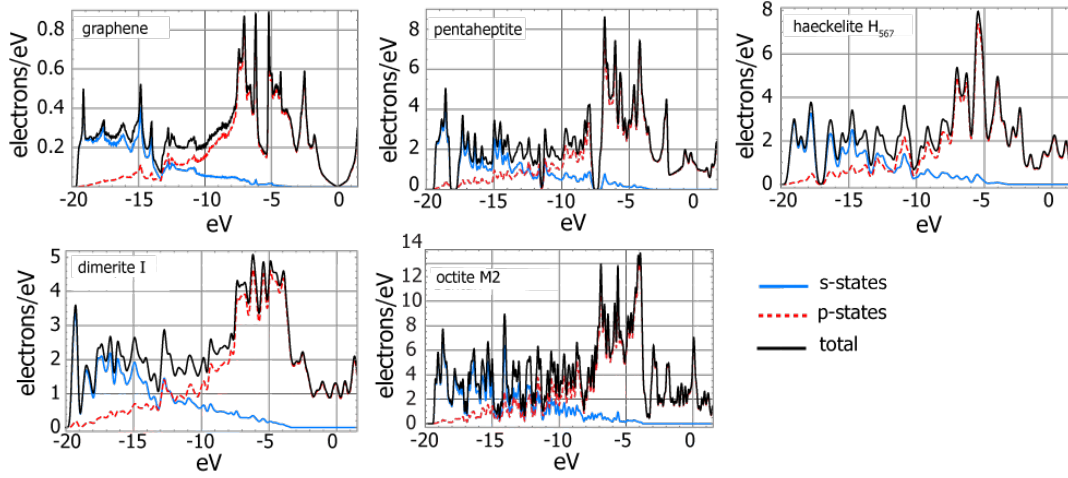 graphene
electrons/eV
0.8
0.6
0.4
0.2
-20
-15
-10
-5
0
eV
pentaheptite
electrons/eV
8
6
4
2
0
-20
-15
-10
-5
0
eV
haeckelite H567
electrons/eV
8
6
4
2
0
-20
-15
-10
-5
0
eV
dimerite I
electrons/eV
5
4
3
2
1
0
-20
-15
-10
-5
0
eV
octite M2
electrons/eV
14
12
10
8
6
4
2
0
-20
-15
-10
-5
0
eV
s-states
p-states
total